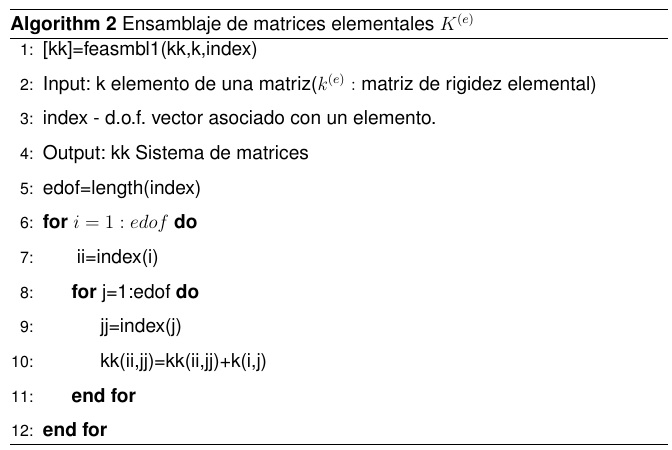 Algorithm 2 Ensamblaje de matrices elementales K^(e)
1: [kk]=feasmbl1(kk,k,index)
2: Input: k elemento de una matriz(k^(e) : matriz de rigidez elemental)
3: index - d.o.f. vector asociado con un elemento.
4: Output: kk Sistema de matrices
5: edof=length(index)
6: for i = 1 : edof do
7: ii=index(i)
8: for j=1:edof do
9: jj=index(j)
10: kk(ii,jj)=kk(ii,jj)+k(i,j)
11: end for
12: end for